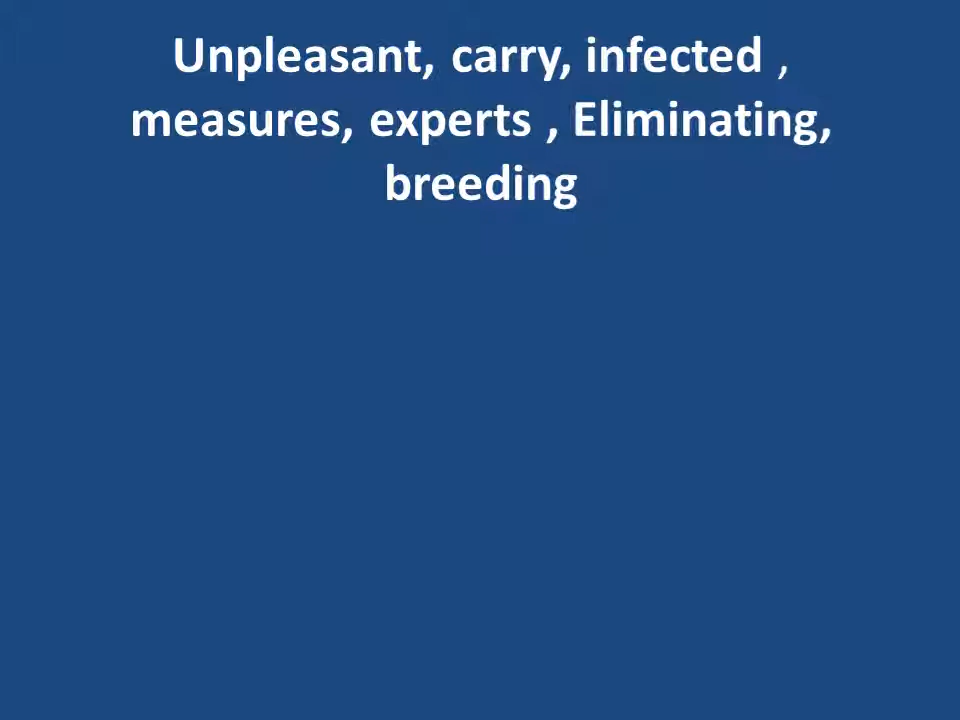 Unpleasant, carry, infected ,
measures, experts , Eliminating,
breeding